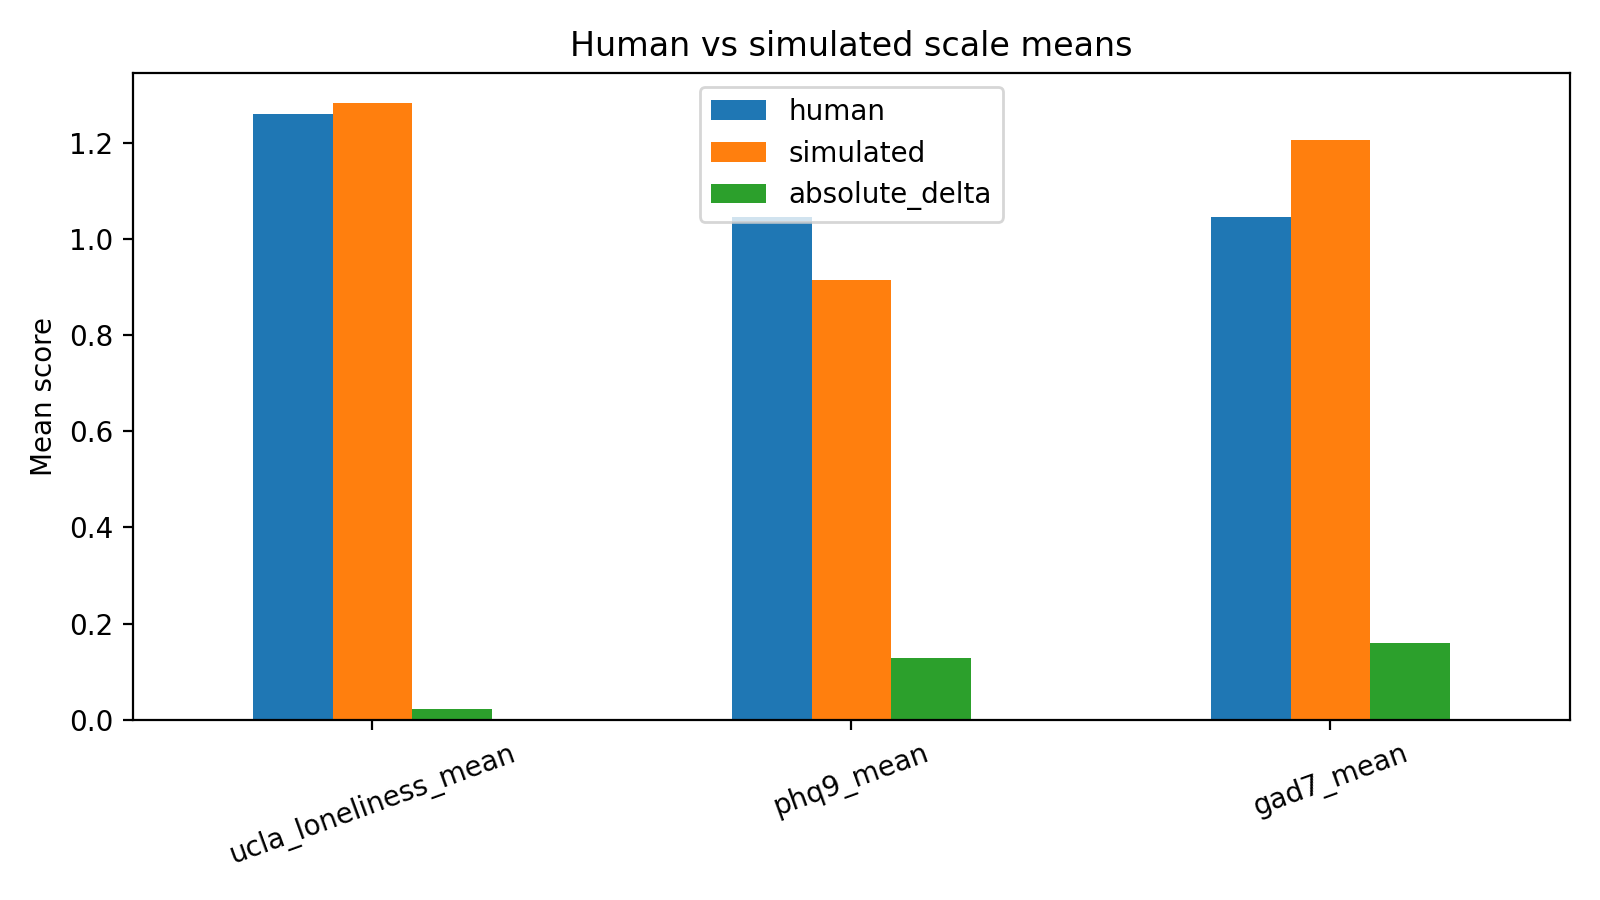 Human vs simulated scale means
human
simulated
absolute_delta
Mean score
1.2
1.0
0.8
0.6
0.4
0.2
0.0
ucla_loneliness_mean
phq9_mean
gad7_mean